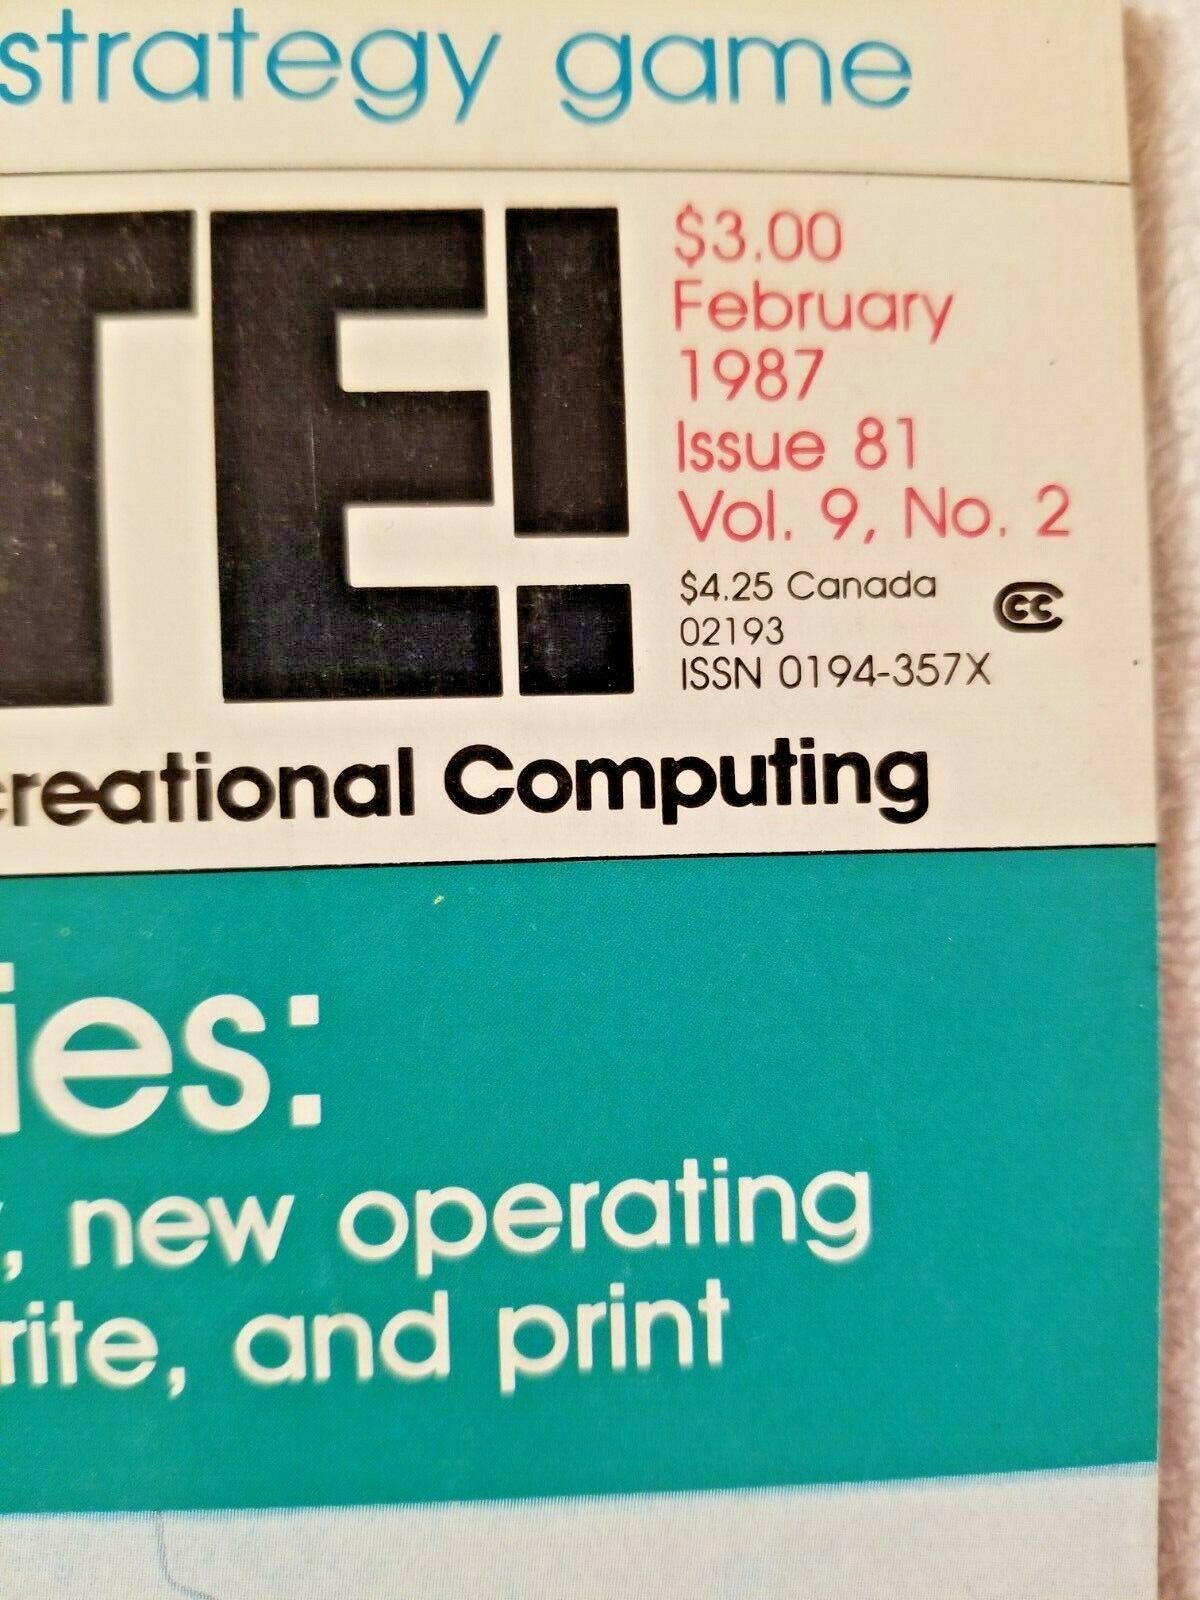 strategy game
TE!
$3.00
February
1987
Issue 81
Vol. 9, No. 2
$4.25 Canada
02193
ISSN 0194-357X
CC
creational Computing
ies:
, new operating
rite, and print